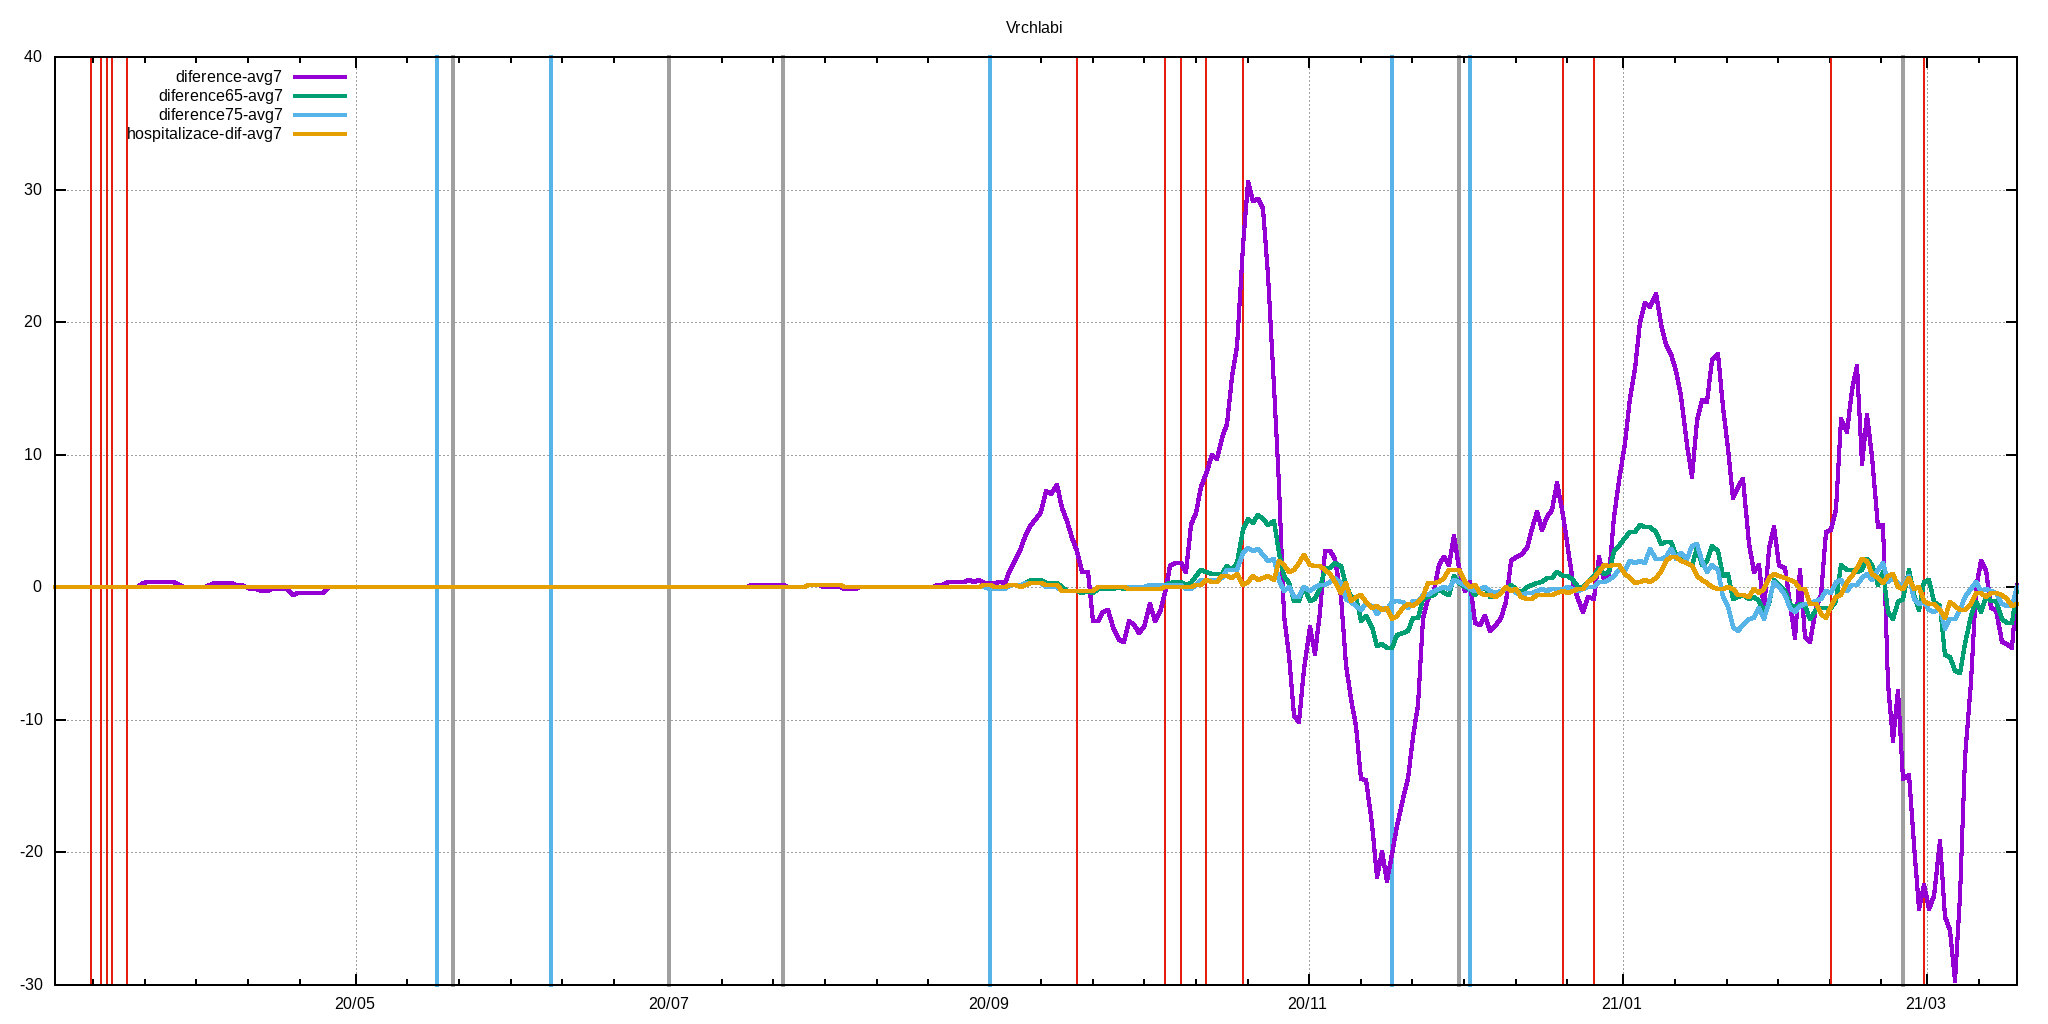 Vrchlabi
40
30
20
10
0
-10
-20
-30
diference-avg7
diference65-avg7
diference75-avg7
hospitalizace-dif-avg7
20/05
20/07
20/09
20/11
21/01
21/03